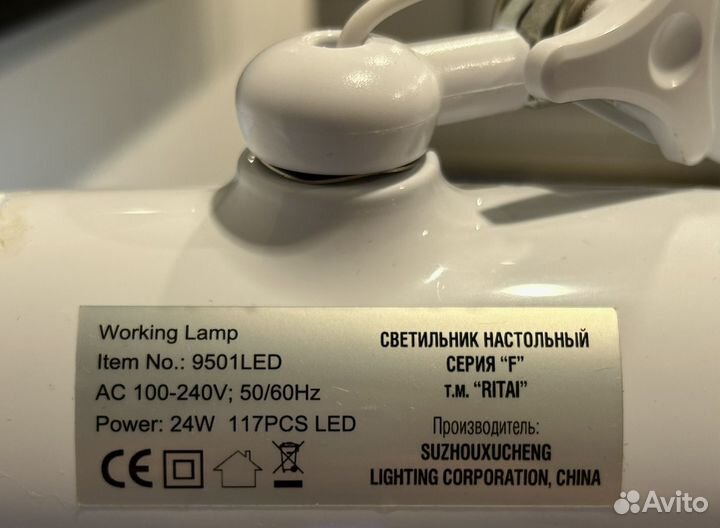 Working Lamp
Item No.: 9501LED
AC 100-240V; 50/60Hz
Power: 24W 117PCS LED
CE
СВЕТИЛЬНИК НАСТОЛЬНЫЙ
СЕРИЯ "F"
т.м. "RITAI"
Производитель:
SUZHOUXUCHENG
LIGHTING CORPORATION, CHINA
Avito